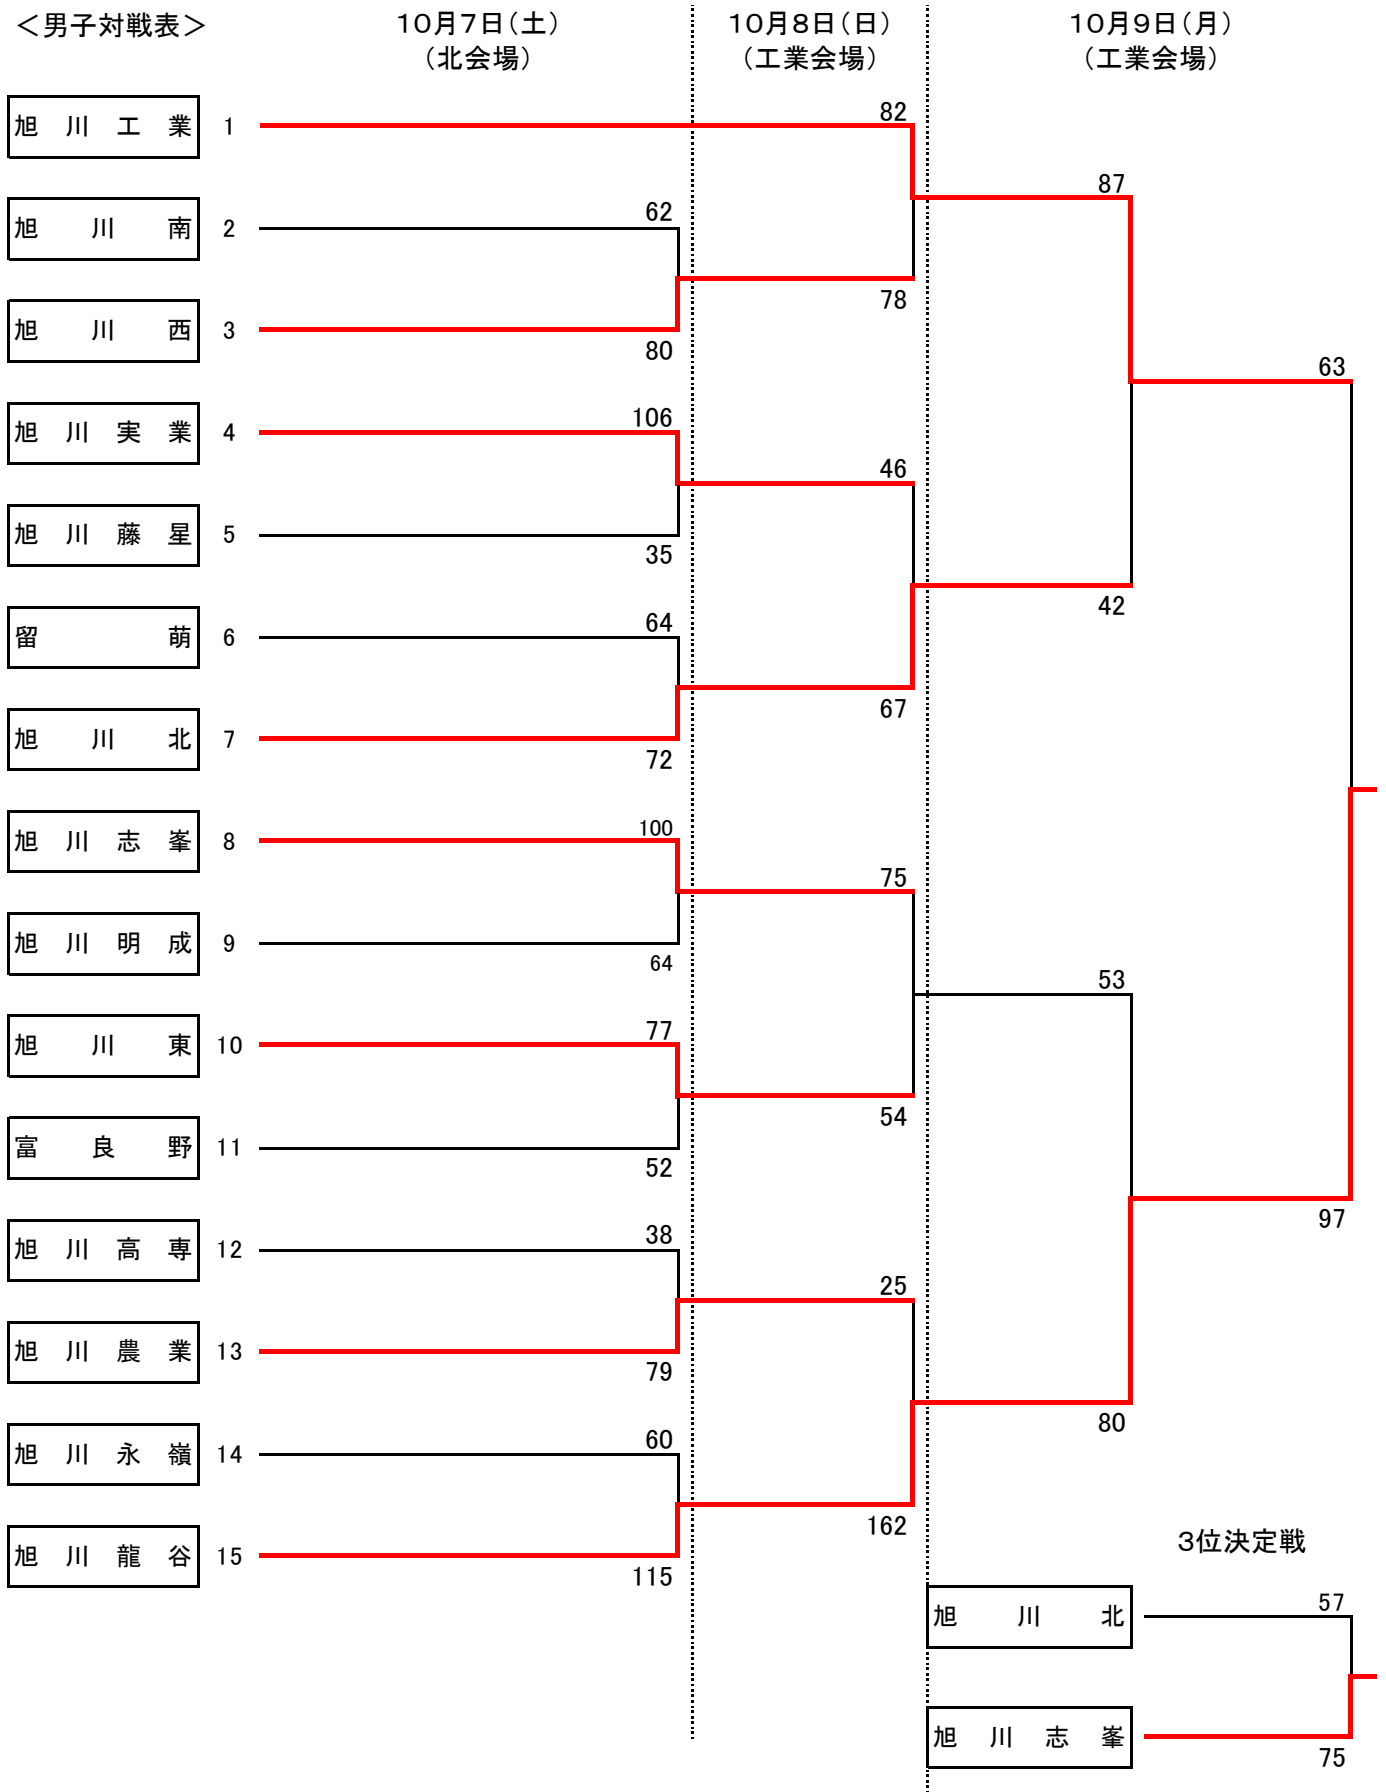 ＜男子対戦表＞ 10月7日（土） 10月8日（日） 10月9日（月）
（北会場） （工業会場） （工業会場）
82
旭川工業 1
87
62
旭川南 2
78
旭川西 3
80
63
106
旭川実業 4
46
旭川藤星 5
35
42
64
留萌 6
67
旭川北 7
72
100
旭川志峯 8
75
旭川明成 9
64
53
77
旭川東 10
54
富良野 11
52
97
38
旭川高専 12
25
旭川農業 13
79
80
60
旭川永嶺 14
162
3位決定戦
旭川龍谷 15
115
57
旭川北
旭川志峯
75